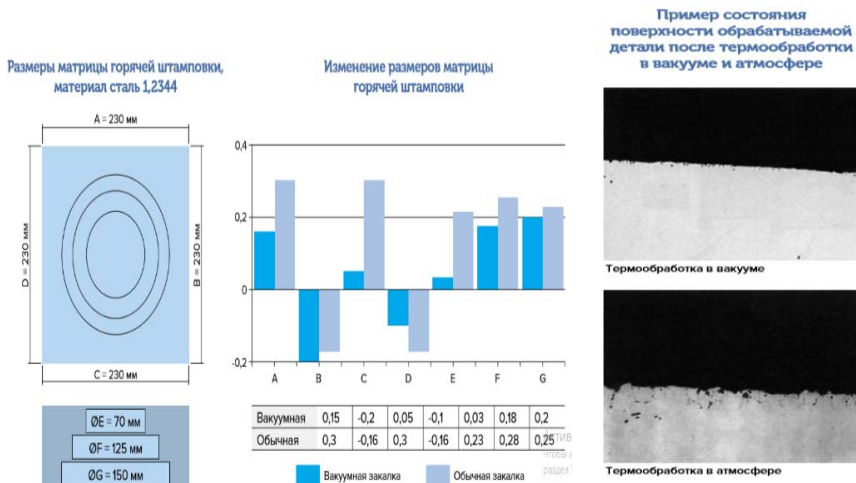 Размеры матрицы горячей штамповки,
материал сталь 1,2344
A = 230 мм
D = 230 мм
B = 230 мм
C = 230 мм
ØE = 70 мм
ØF = 125 мм
ØG = 150 мм
Изменение размеров матрицы
горячей штамповки
0,4
0,2
0
-0,2
A B C D E F G
Вакуумная 0,15 -0,2 0,05 -0,1 0,03 0,18 0,2
Обычная 0,3 -0,16 0,3 -0,16 0,23 0,28 0,25
Вакуумная закалка Обычная закалка
Пример состояния
поверхности обрабатываемой
детали после термообработки
в вакууме и атмосфере
Термообработка в вакууме
Термообработка в атмосфере